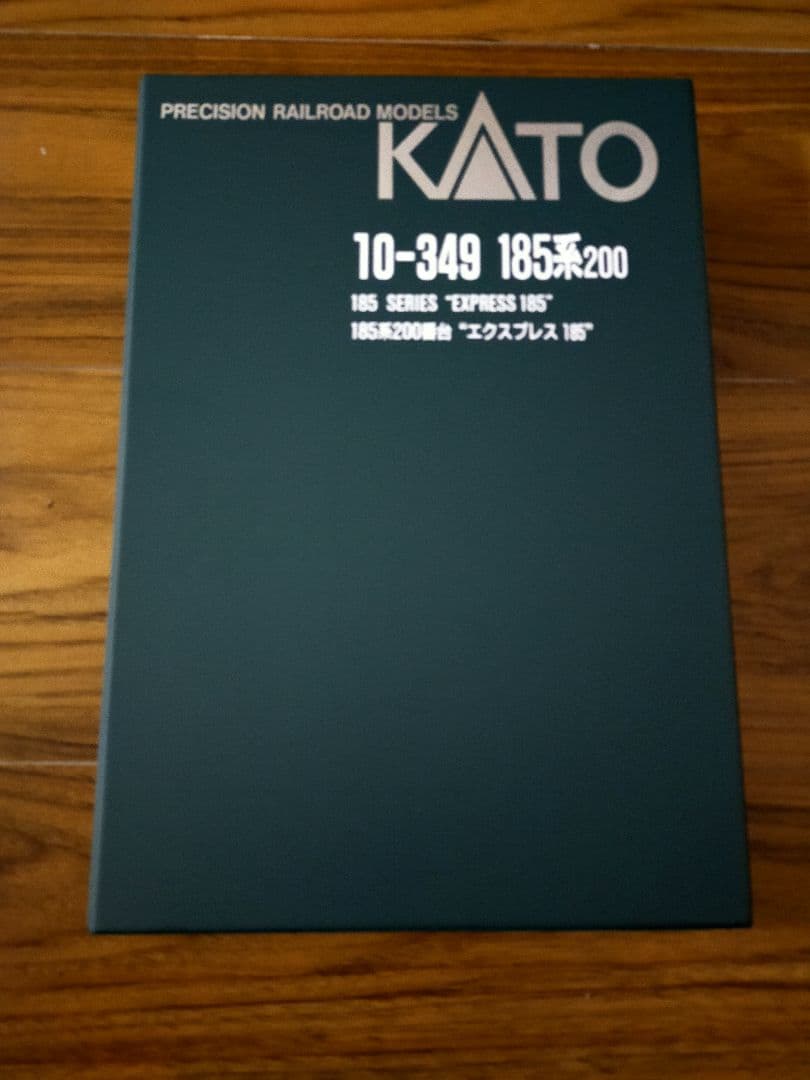 PRECISION RAILROAD MODELS
KATO
10-349 185系200
185 SERIES "EXPRESS 185"
185系200番台 "エクスプレス 185"